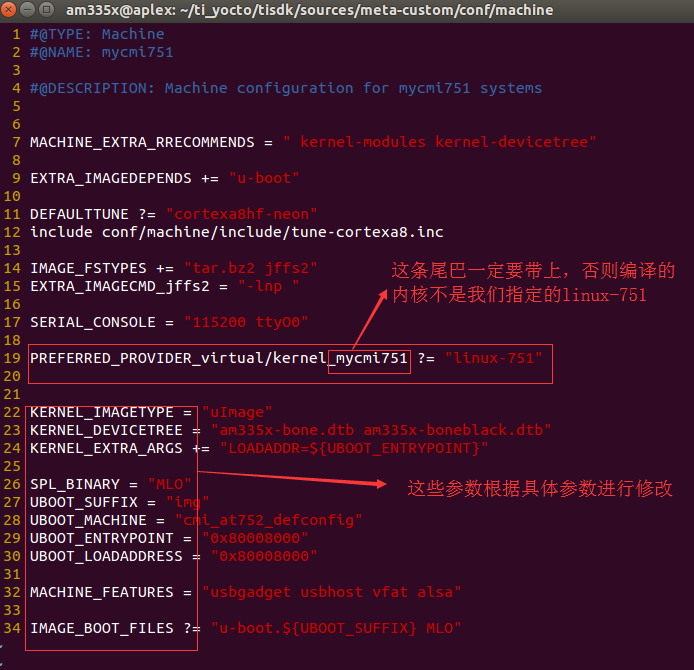 am335x@aplex: ~/ti_yocto/tisdk/sources/meta-custom/conf/machine
1 #@TYPE: Machine
2 #@NAME: mycmi751
3
4 #@DESCRIPTION: Machine configuration for mycmi751 systems
5
6
7 MACHINE_EXTRA_RRECOMMENDS = " kernel-modules kernel-devicetree"
8
9 EXTRA_IMAGEDEPENDS += "u-boot"
10
11 DEFAULTTUNE ?= "cortexa8hf-neon"
12 include conf/machine/include/tune-cortexa8.inc
13
14 IMAGE_FSTYPES += "tar.bz2 jffs2"
15 EXTRA_IMAGECMD_jffs2 = "-lnp "
16
17 SERIAL_CONSOLE = "115200 ttyO0"
18
19 PREFERRED_PROVIDER_virtual/kernel_mycmi751 ?= "linux-751"
20
21
22 KERNEL_IMAGETYPE = "uImage"
23 KERNEL_DEVICETREE = "am335x-bone.dtb am335x-boneblack.dtb"
24 KERNEL_EXTRA_ARGS += "LOADADDR=${UBOOT_ENTRYPOINT}"
25
26 SPL_BINARY = "MLO"
27 UBOOT_SUFFIX = "img"
28 UBOOT_MACHINE = "cmi_at752_defconfig"
29 UBOOT_ENTRYPOINT = "0x80008000"
30 UBOOT_LOADADDRESS = "0x80008000"
31
32 MACHINE_FEATURES = "usbgadget usbhost vfat alsa"
33
34 IMAGE_BOOT_FILES ?= "u-boot.${UBOOT_SUFFIX} MLO"
这条尾巴一定要带上，否则编译的
内核不是我们指定的linux-751
这些参数根据具体参数进行修改